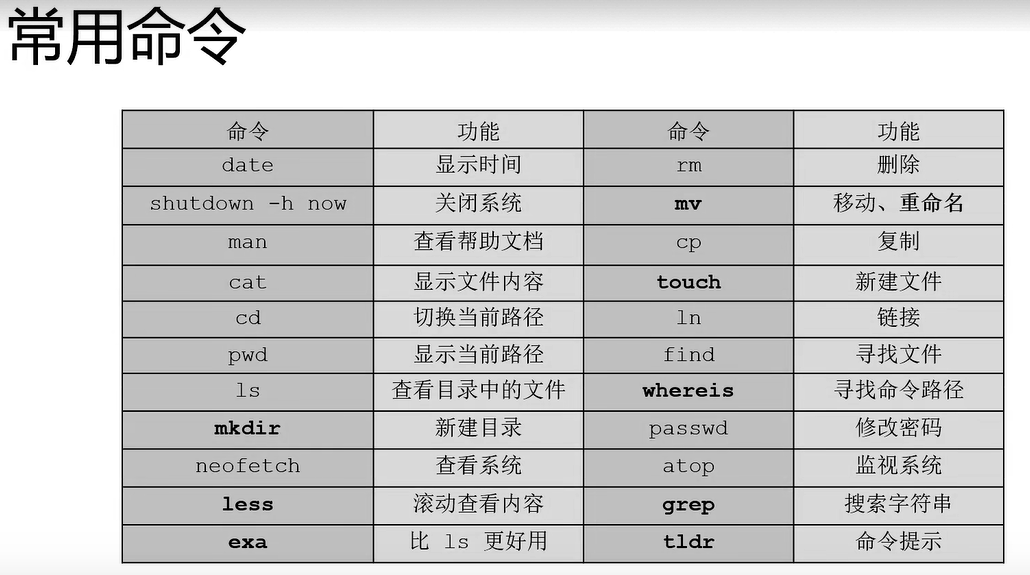 常用命令
命令 功能 命令 功能
date 显示时间 rm 删除
shutdown -h now 关闭系统 mv 移动、重命名
man 查看帮助文档 cp 复制
cat 显示文件内容 touch 新建文件
cd 切换当前路径 ln 链接
pwd 显示当前路径 find 寻找文件
ls 查看目录中的文件 whereis 寻找命令路径
mkdir 新建目录 passwd 修改密码
neofetch 查看系统 atop 监视系统
less 滚动查看内容 grep 搜索字符串
exa 比 ls 更好用 tldr 命令提示